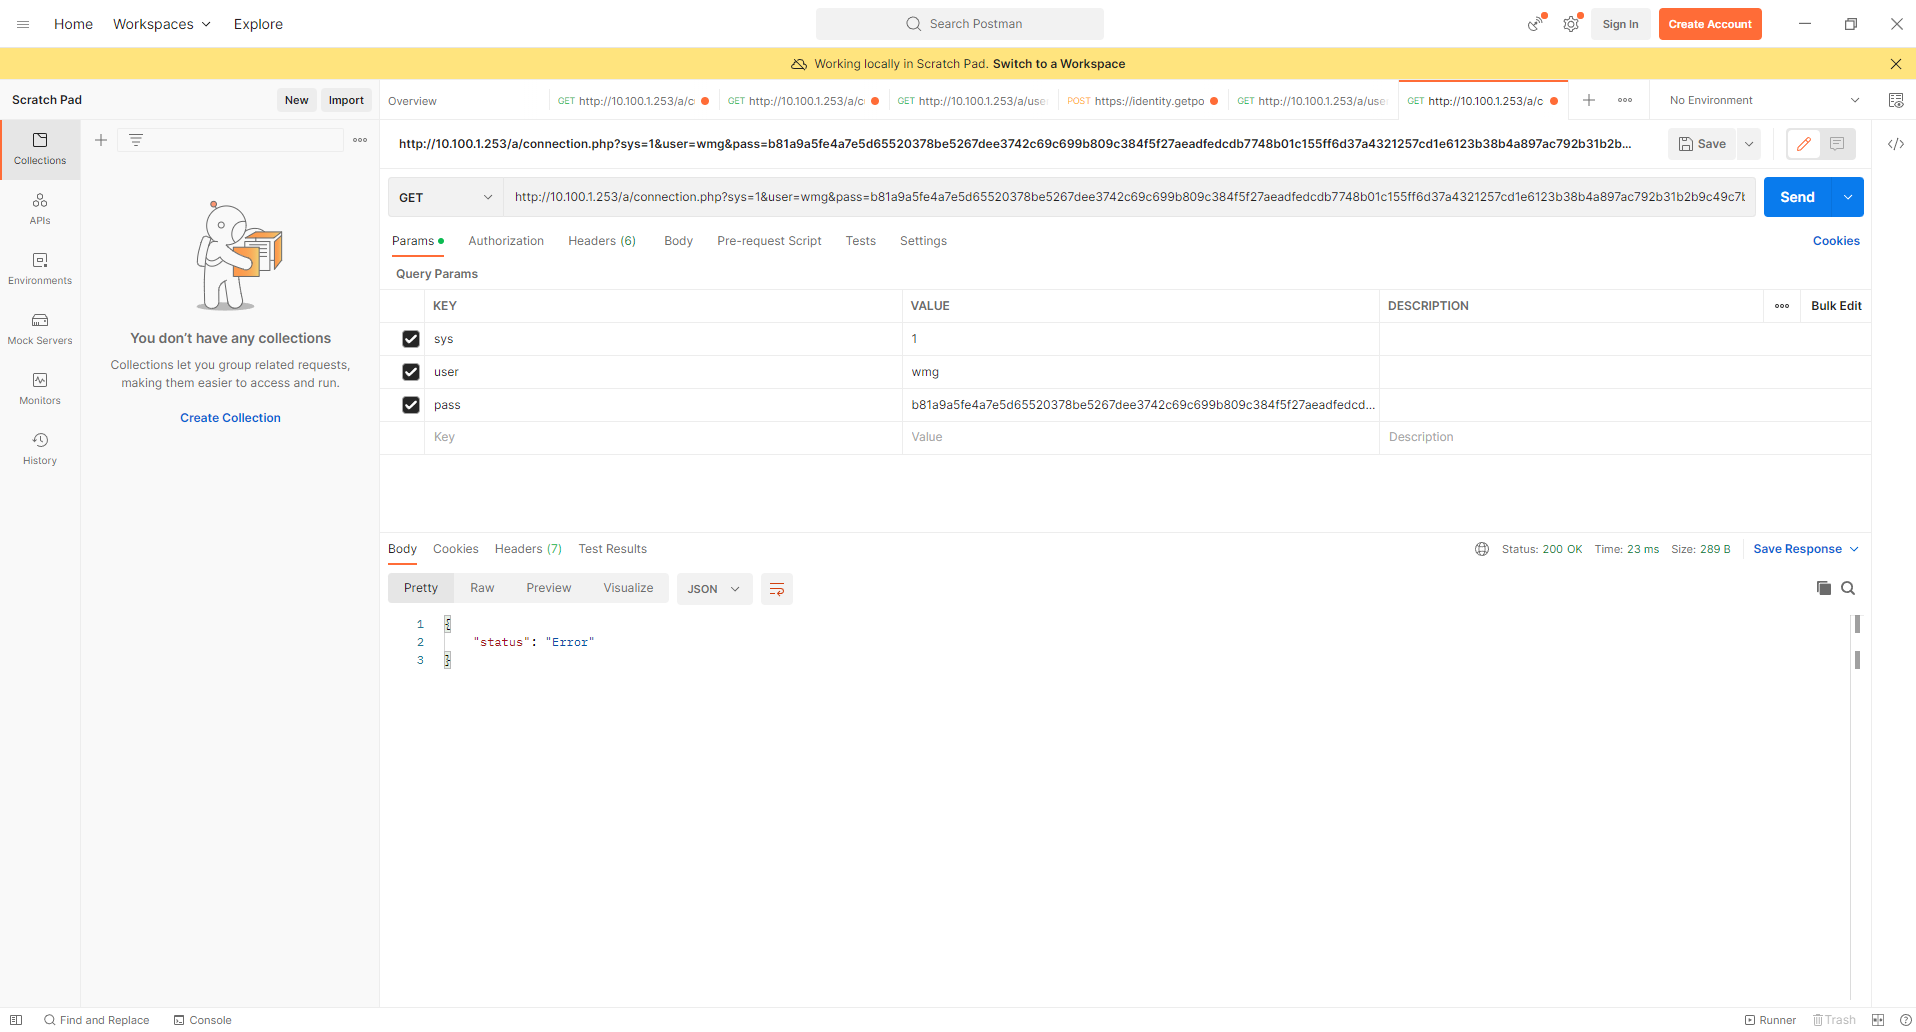 Home Workspaces Explore Search Postman Sign In Create Account
Working locally in Scratch Pad. Switch to a Workspace
Scratch Pad New Import
Overview GET http://10.100.1.253/a/c GET http://10.100.1.253/a/c GET http://10.100.1.253/a/use POST https://identity.getpo GET http://10.100.1.253/a/use GET http://10.100.1.253/a/c No Environment
http://10.100.1.253/a/connection.php?sys=1&user=wmg&pass=b81a9a5fe4a7e5d65520378be5267dee3742c69c699b809c384f5f27aeadfedcdb7748b01c155ff6d37a4321257cd1e6123b38b4a897ac792b31b2b... Save
GET http://10.100.1.253/a/connection.php?sys=1&user=wmg&pass=b81a9a5fe4a7e5d65520378be5267dee3742c69c699b809c384f5f27aeadfedcdb7748b01c155ff6d37a4321257cd1e6123b38b4a897ac792b31b2b9c49c7b Send
Params Authorization Headers (6) Body Pre-request Script Tests Settings Cookies
Query Params
KEY VALUE DESCRIPTION Bulk Edit
sys 1
user wmg
pass b81a9a5fe4a7e5d65520378be5267dee3742c69c699b809c384f5f27aeadfedcd...
Key Value Description
Collections
APIs
Environments
Mock Servers
Monitors
History
You don't have any collections
Collections let you group related requests,
making them easier to access and run.
Create Collection
Body Cookies Headers (7) Test Results Status: 200 OK Time: 23 ms Size: 289 B Save Response
Pretty Raw Preview Visualize JSON
1 {
2 "status": "Error"
3 }
Find and Replace Console Runner Trash